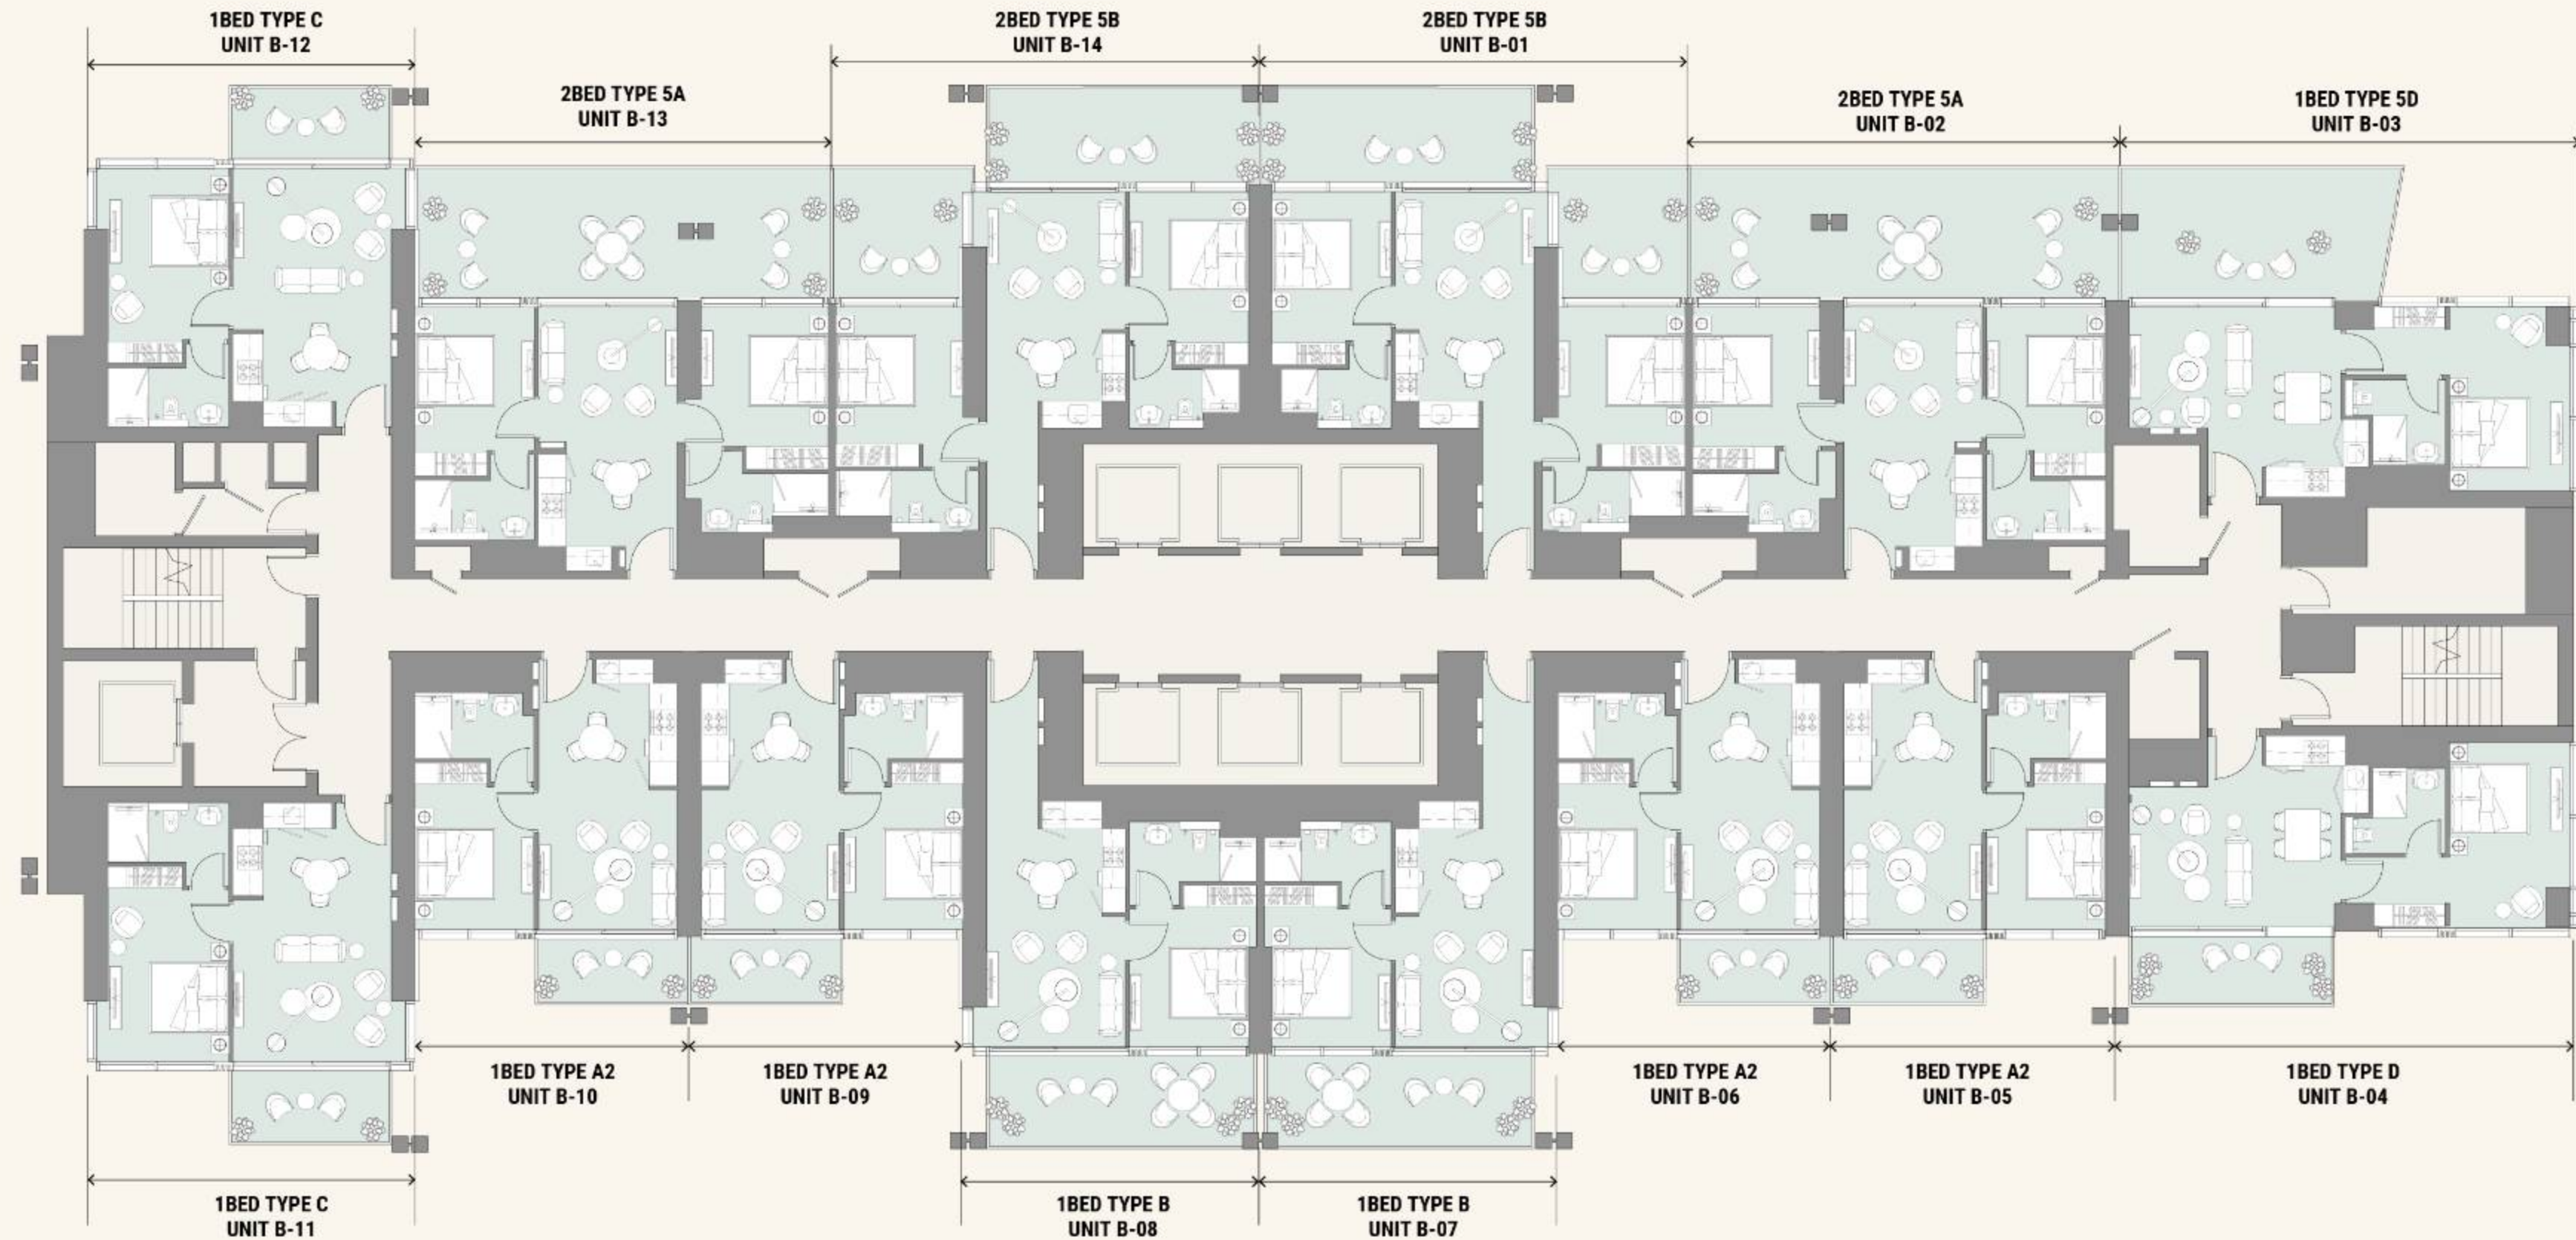 1BED TYPE C
UNIT B-12
2BED TYPE 5A
UNIT B-13
2BED TYPE 5B
UNIT B-14
2BED TYPE 5B
UNIT B-01
2BED TYPE 5A
UNIT B-02
1BED TYPE 5D
UNIT B-03
1BED TYPE C
UNIT B-11
1BED TYPE A2
UNIT B-10
1BED TYPE A2
UNIT B-09
1BED TYPE B
UNIT B-08
1BED TYPE B
UNIT B-07
1BED TYPE A2
UNIT B-06
1BED TYPE A2
UNIT B-05
1BED TYPE D
UNIT B-04